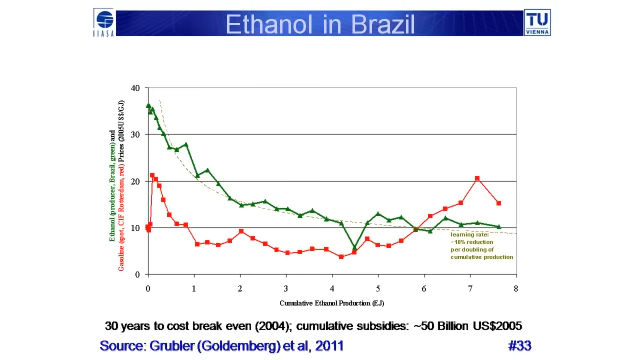 IIASA
Ethanol in Brazil
TU
VIENNA
Ethanol (producer, Brazil, green) and
Gasoline (spot, CIF Rotterdam, red) Prices (2005US$/GJ)
40
30
20
10
0
0 1 2 3 4 5 6 7 8
Cumulative Ethanol Production (EJ)
learning rate:
~18% reduction
per doubling of
cumulative production
30 years to cost break even (2004); cumulative subsidies: ~50 Billion US$2005
Source: Grubler (Goldemberg) et al, 2011
#33